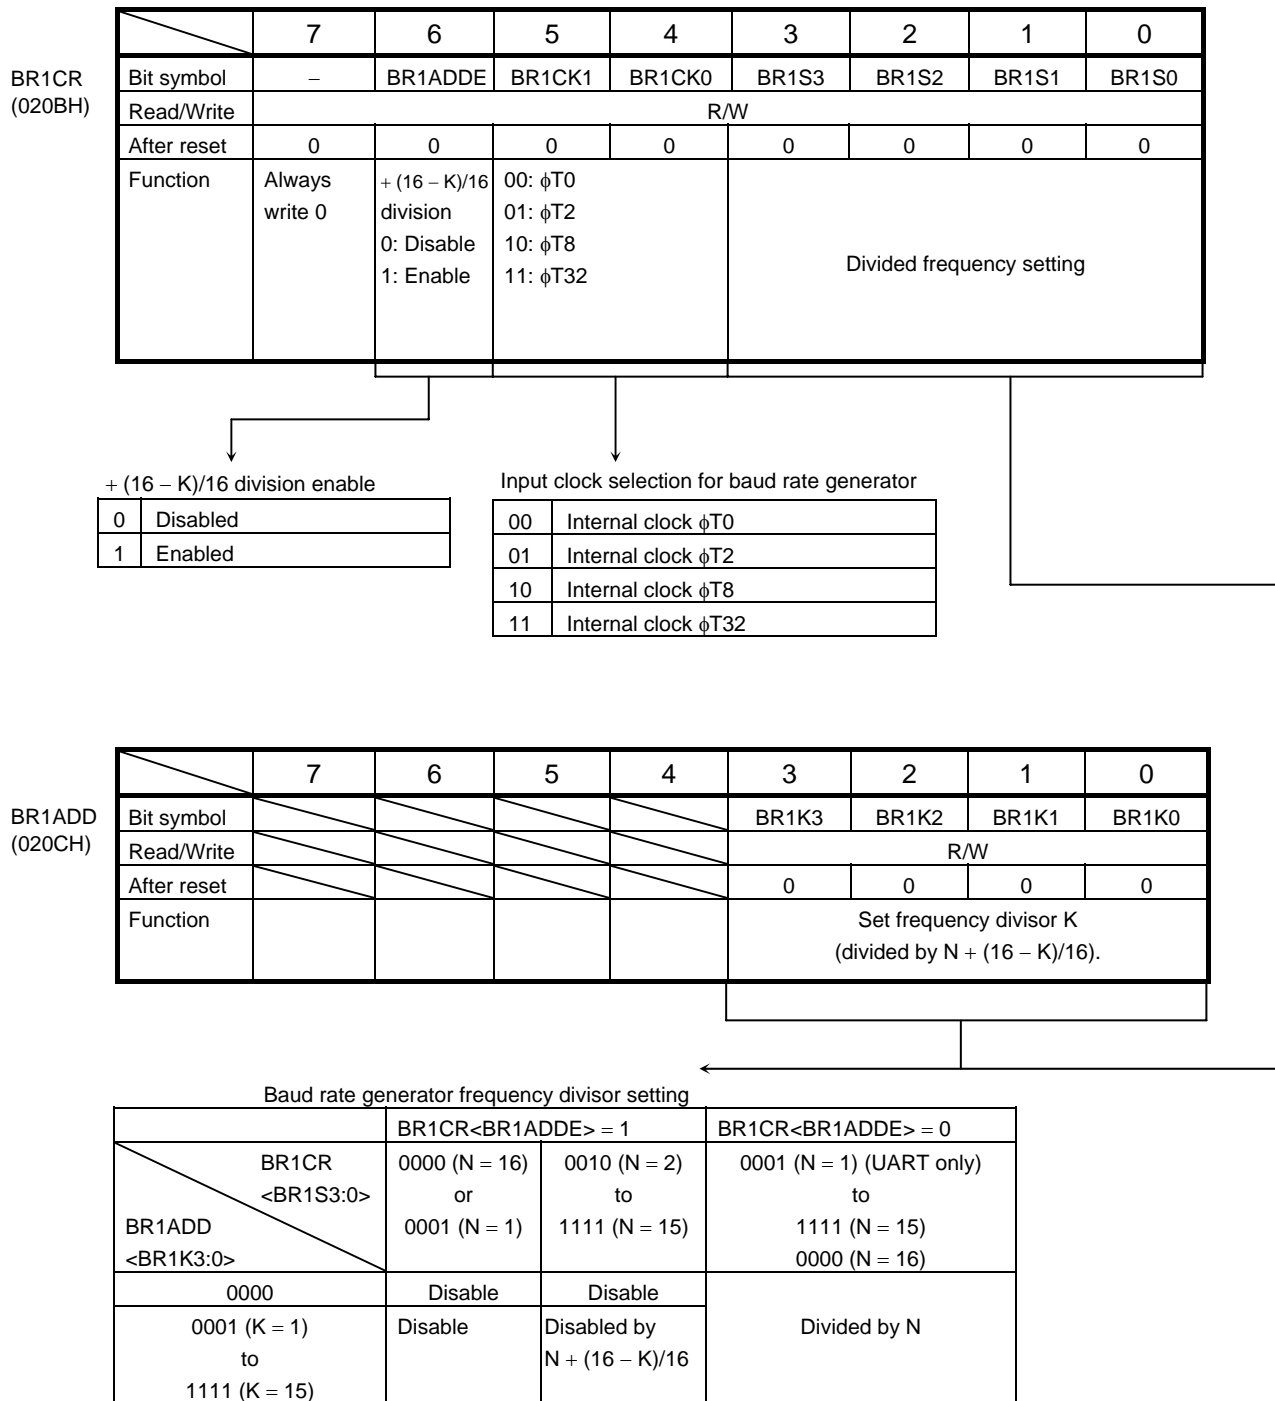 7 6 5 4 3 2 1 0
BR1CR
(020BH)
Bit symbol – BR1ADDE BR1CK1 BR1CK0 BR1S3 BR1S2 BR1S1 BR1S0
Read/Write R/W
After reset 0 0 0 0 0 0 0 0
Function Always + (16 − K)/16 00: ϕT0
write 0 division 01: ϕT2
0: Disable 10: ϕT8
Divided frequency setting
1: Enable 11: ϕT32
+ (16 − K)/16 division enable
0 Disabled
1 Enabled
Input clock selection for baud rate generator
00 Internal clock ϕT0
01 Internal clock ϕT2
10 Internal clock ϕT8
11 Internal clock ϕT32
7 6 5 4 3 2 1 0
BR1ADD
(020CH)
Bit symbol BR1K3 BR1K2 BR1K1 BR1K0
Read/Write R/W
After reset 0 0 0 0
Function Set frequency divisor K
(divided by N + (16 − K)/16).
Baud rate generator frequency divisor setting
BR1CR<BR1ADDE> = 1 BR1CR<BR1ADDE> = 0
BR1CR 0000 (N = 16) 0010 (N = 2) 0001 (N = 1) (UART only)
<BR1S3:0> or to to
BR1ADD 0001 (N = 1) 1111 (N = 15) 1111 (N = 15)
<BR1K3:0> 0000 (N = 16)
0000 Disable Disable
0001 (K = 1) Disable Disabled by Divided by N
to N + (16 − K)/16
1111 (K = 15)